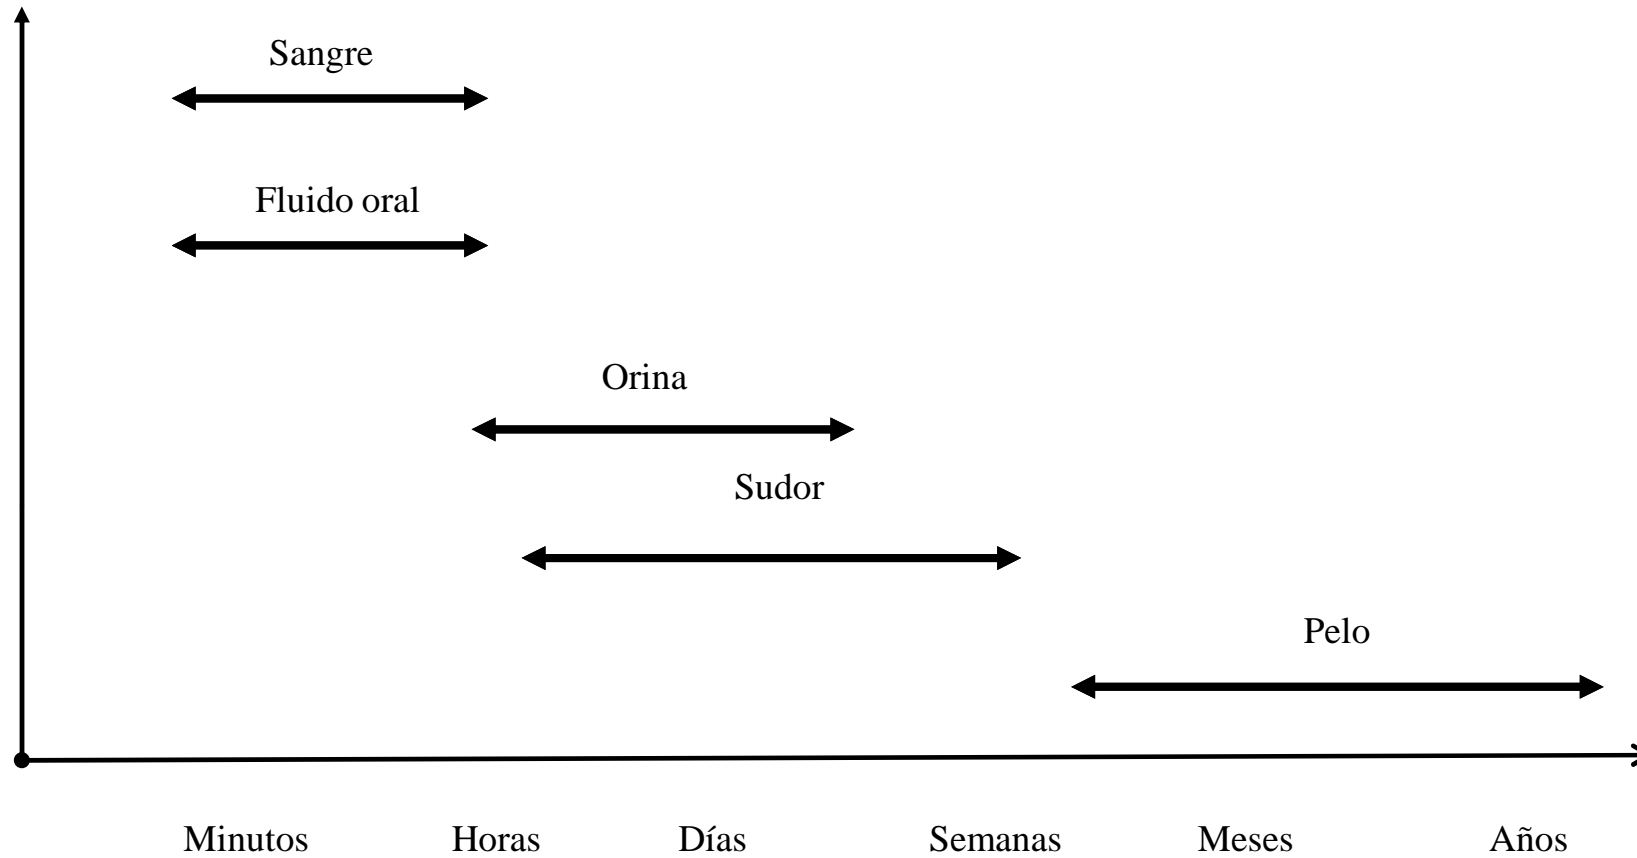 Sangre
Fluido oral
Orina
Sudor
Pelo
Minutos Horas Días Semanas Meses Años